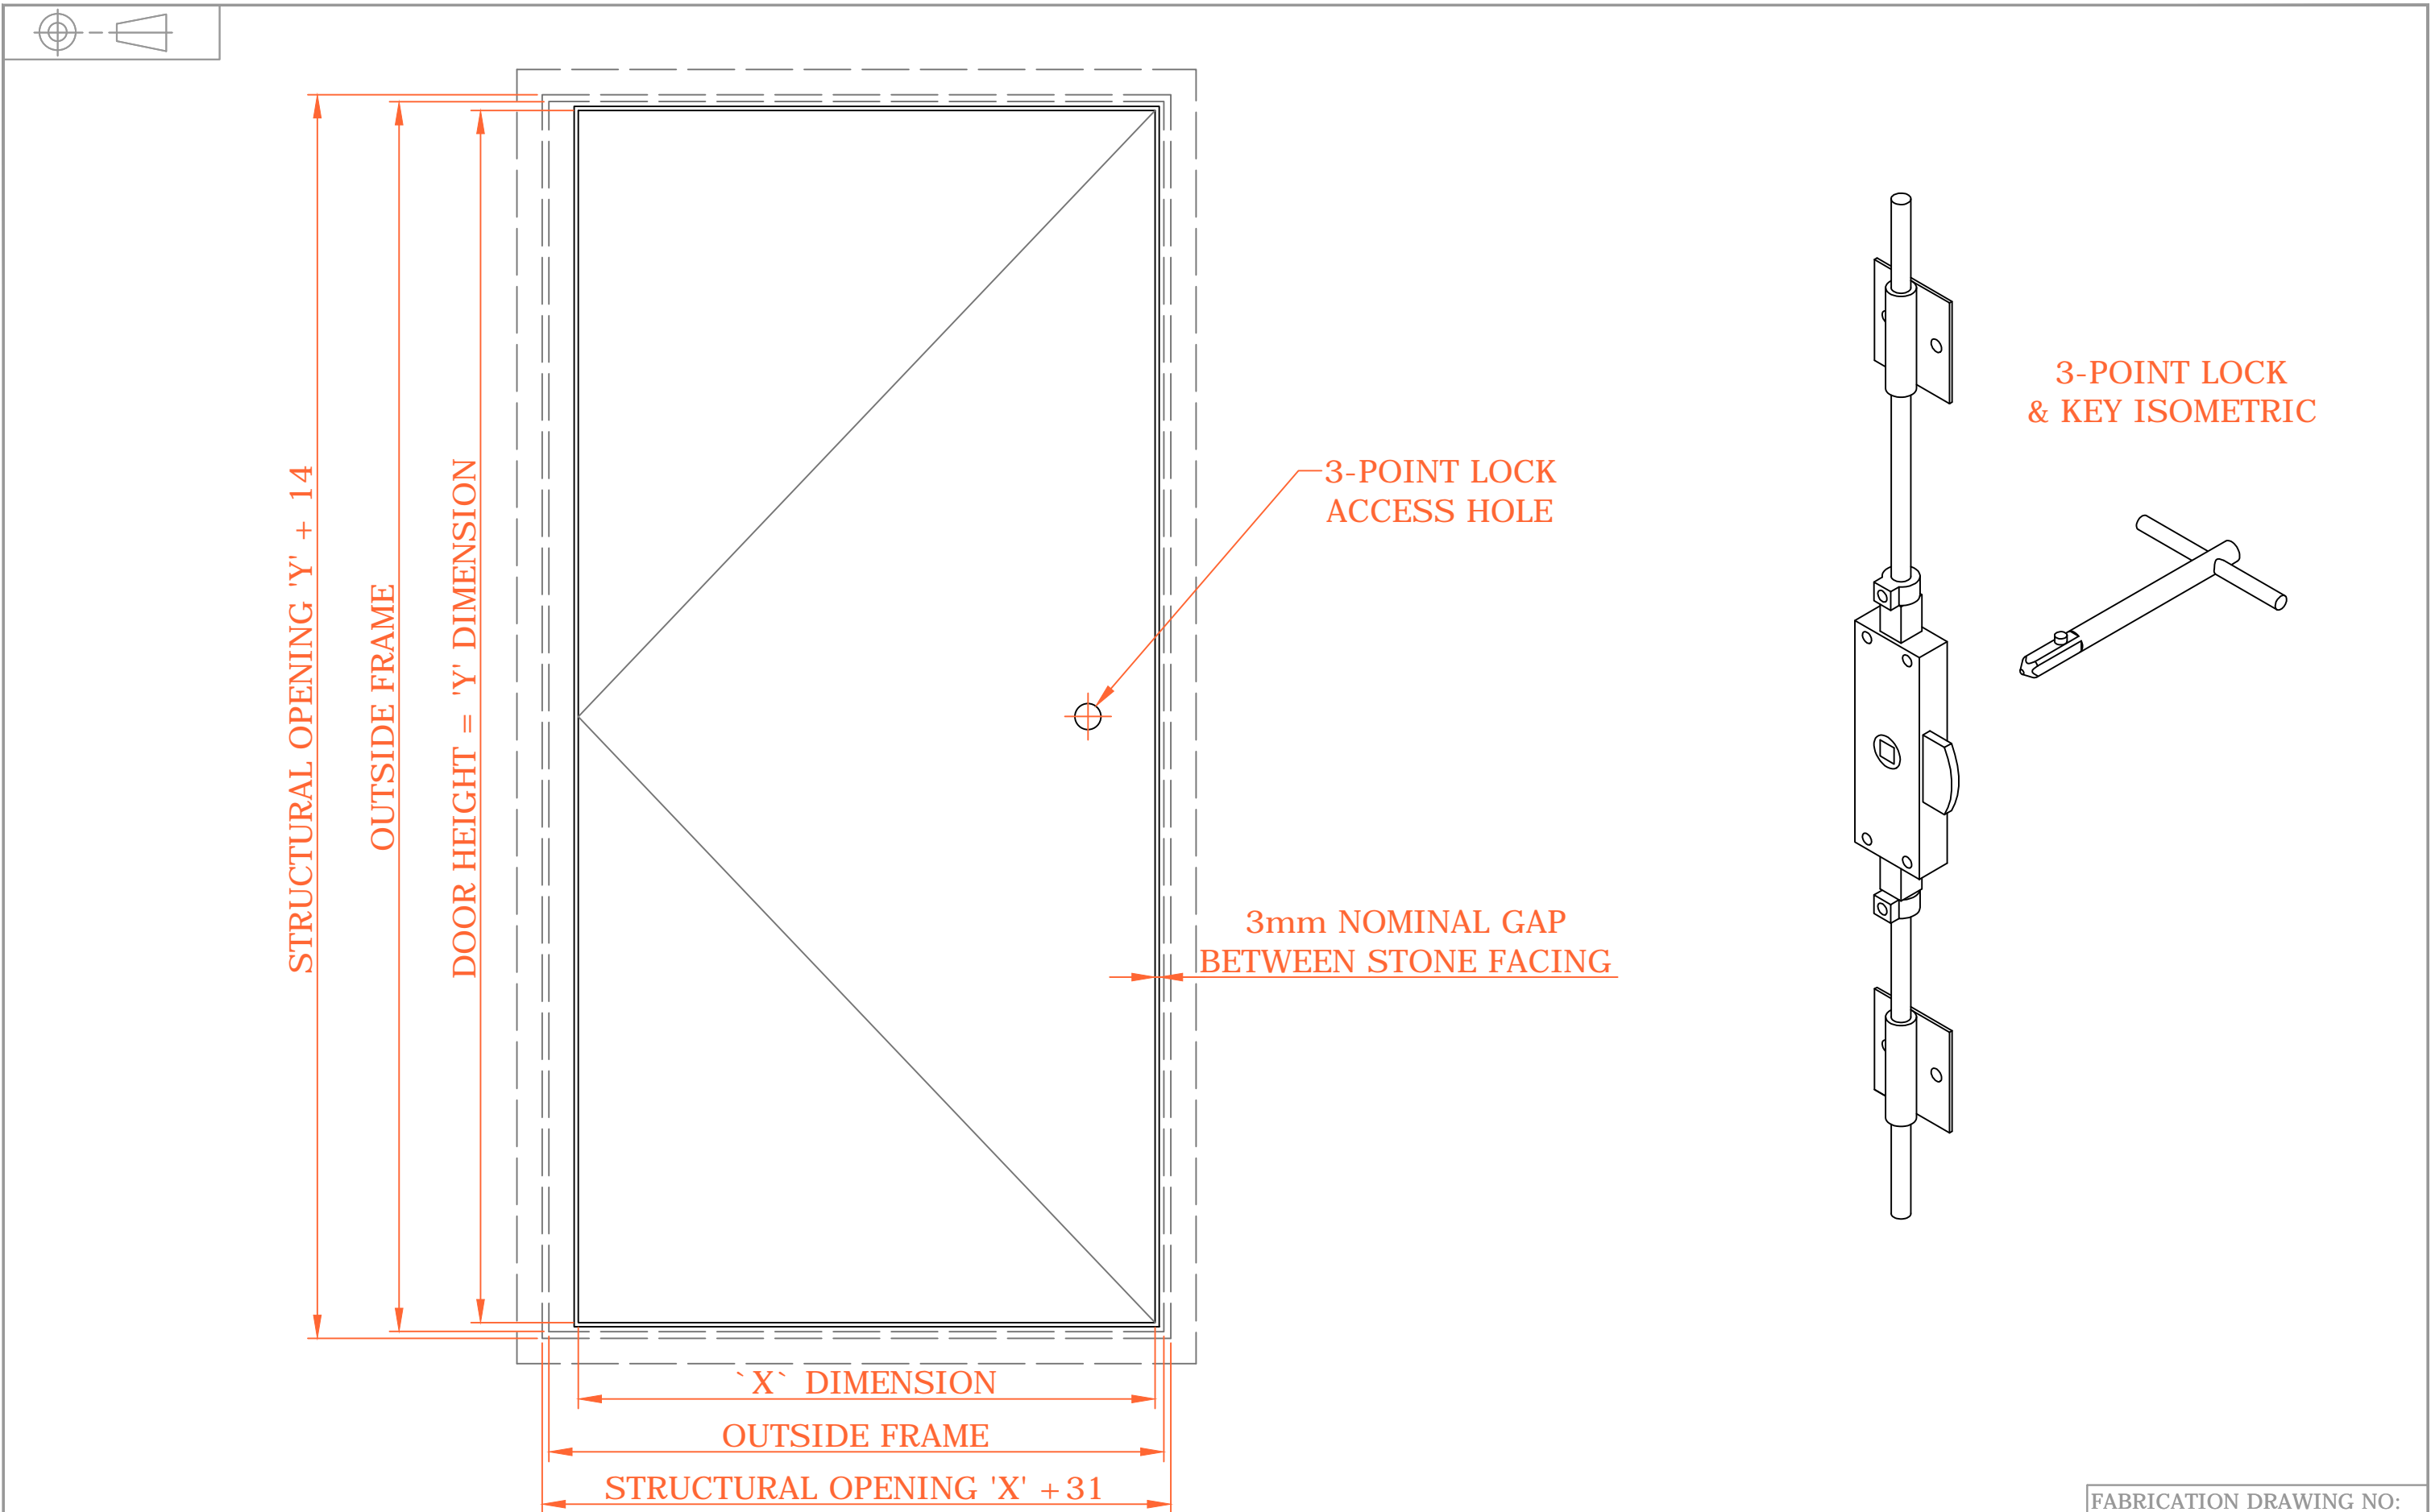 3-POINT LOCK
& KEY ISOMETRIC
3-POINT LOCK
ACCESS HOLE
STRUCTURAL OPENING 'Y' + 14
OUTSIDE FRAME
DOOR HEIGHT = 'Y' DIMENSION
3mm NOMINAL GAP
BETWEEN STONE FACING
`X` DIMENSION
OUTSIDE FRAME
STRUCTURAL OPENING 'X' +31
FABRICATION DRAWING NO: